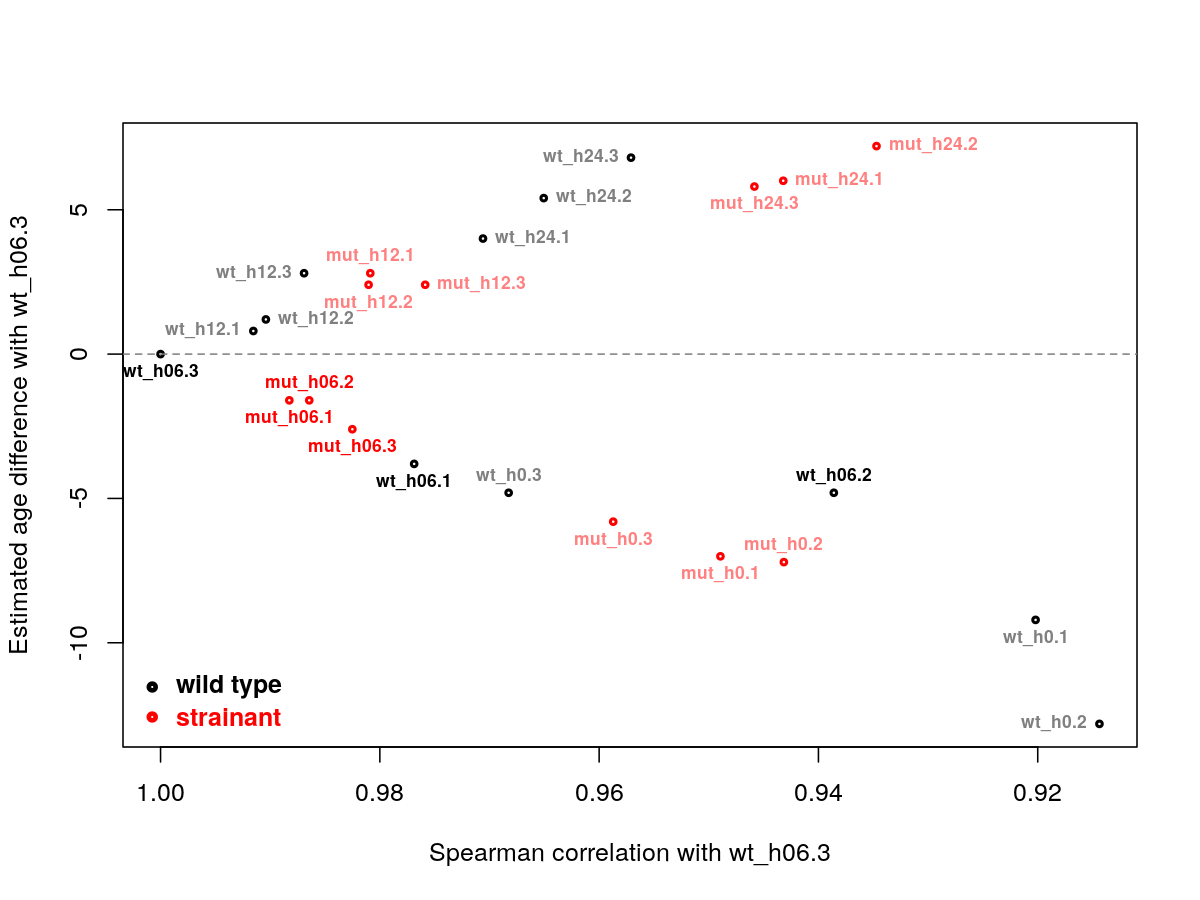 mut_h24.2
wt_h24.3
mut_h24.1
wt_h24.2
mut_h24.3
5
wt_h24.1
mut_h12.1
wt_h12.3
mut_h12.3
mut_h12.2
wt_h12.2
wt_h12.1
0
wt_h06.3
mut_h06.2
mut_h06.1
mut_h06.3
wt_h06.1
wt_h0.3
wt_h06.2
-5
mut_h0.3
mut_h0.2
mut_h0.1
wt_h0.1
-10
wild type
strainant
wt_h0.2
1.00
0.98
0.96
0.94
0.92
Spearman correlation with wt_h06.3
Estimated age difference with wt_h06.3